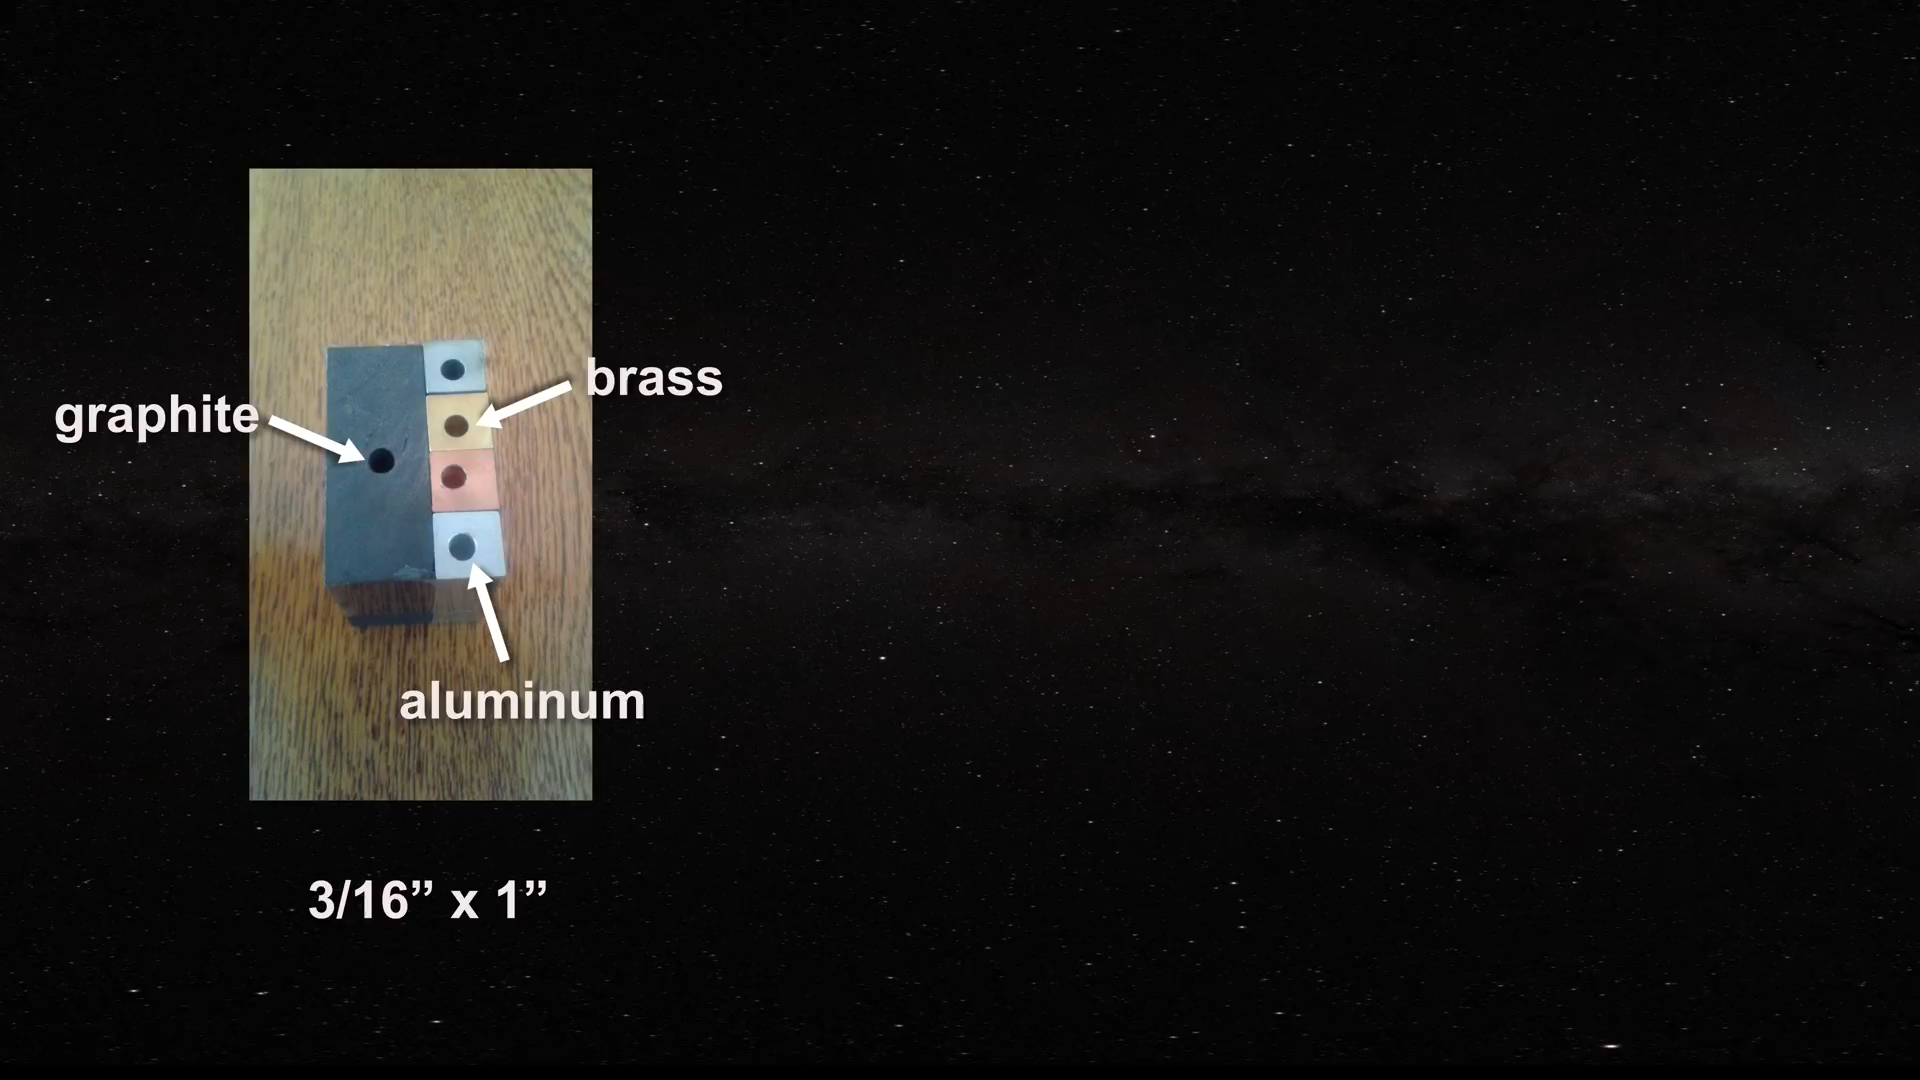 brass
graphite
aluminum
3/16” x 1”